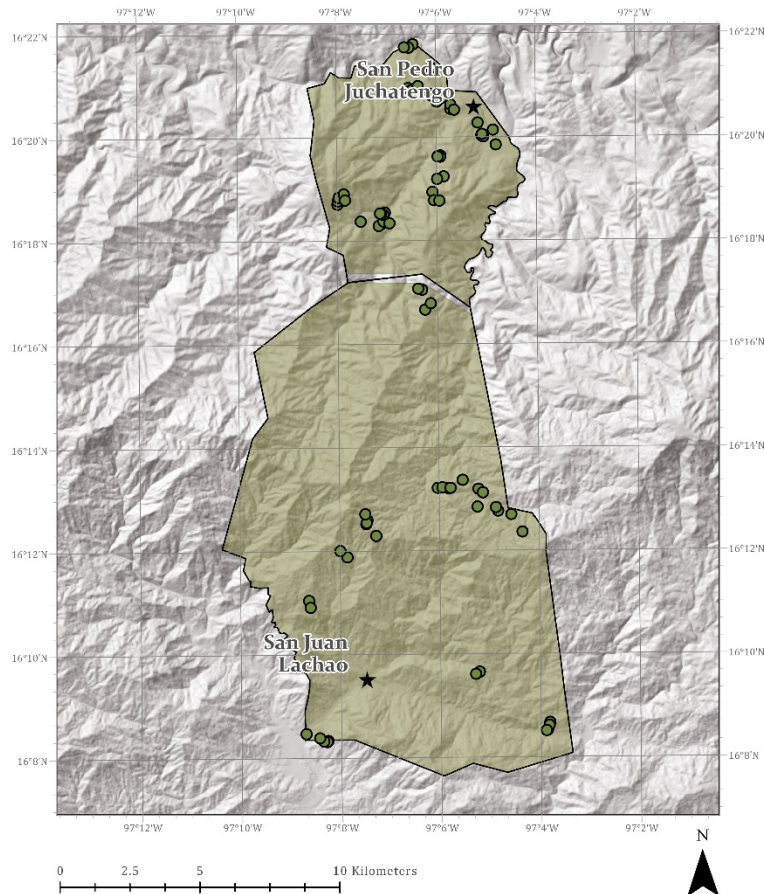 97°12'W 97°10'W 97°8'W 97°6'W 97°4'W 97°2'W
16°22'N 16°22'N
San Pedro
Juchatengo
16°20'N 16°20'N
16°18'N 16°18'N
16°16'N 16°16'N
16°14'N 16°14'N
16°12'N 16°12'N
16°10'N 16°10'N
San Juan
Lachao
16°8'N 16°8'N
97°12'W 97°10'W 97°8'W 97°6'W 97°4'W 97°2'W
N
0 2.5 5 10 Kilometers